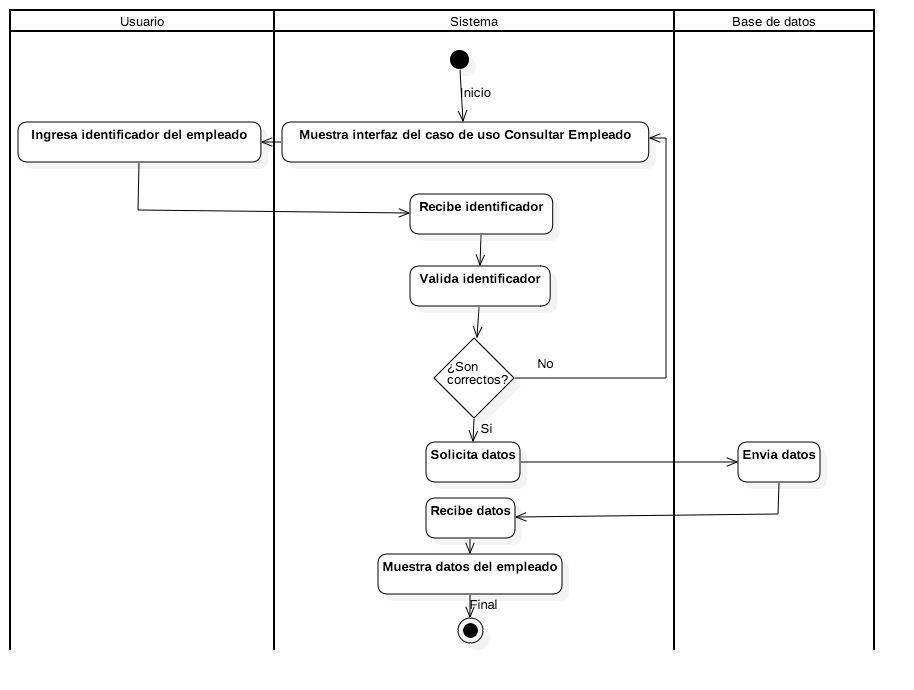 Usuario
Sistema
Base de datos
Inicio
Ingresa identificador del empleado
Muestra interfaz del caso de uso Consultar Empleado
Recibe identificador
Valida identificador
¿Son
correctos?
No
Si
Solicita datos
Envia datos
Recibe datos
Muestra datos del empleado
Final